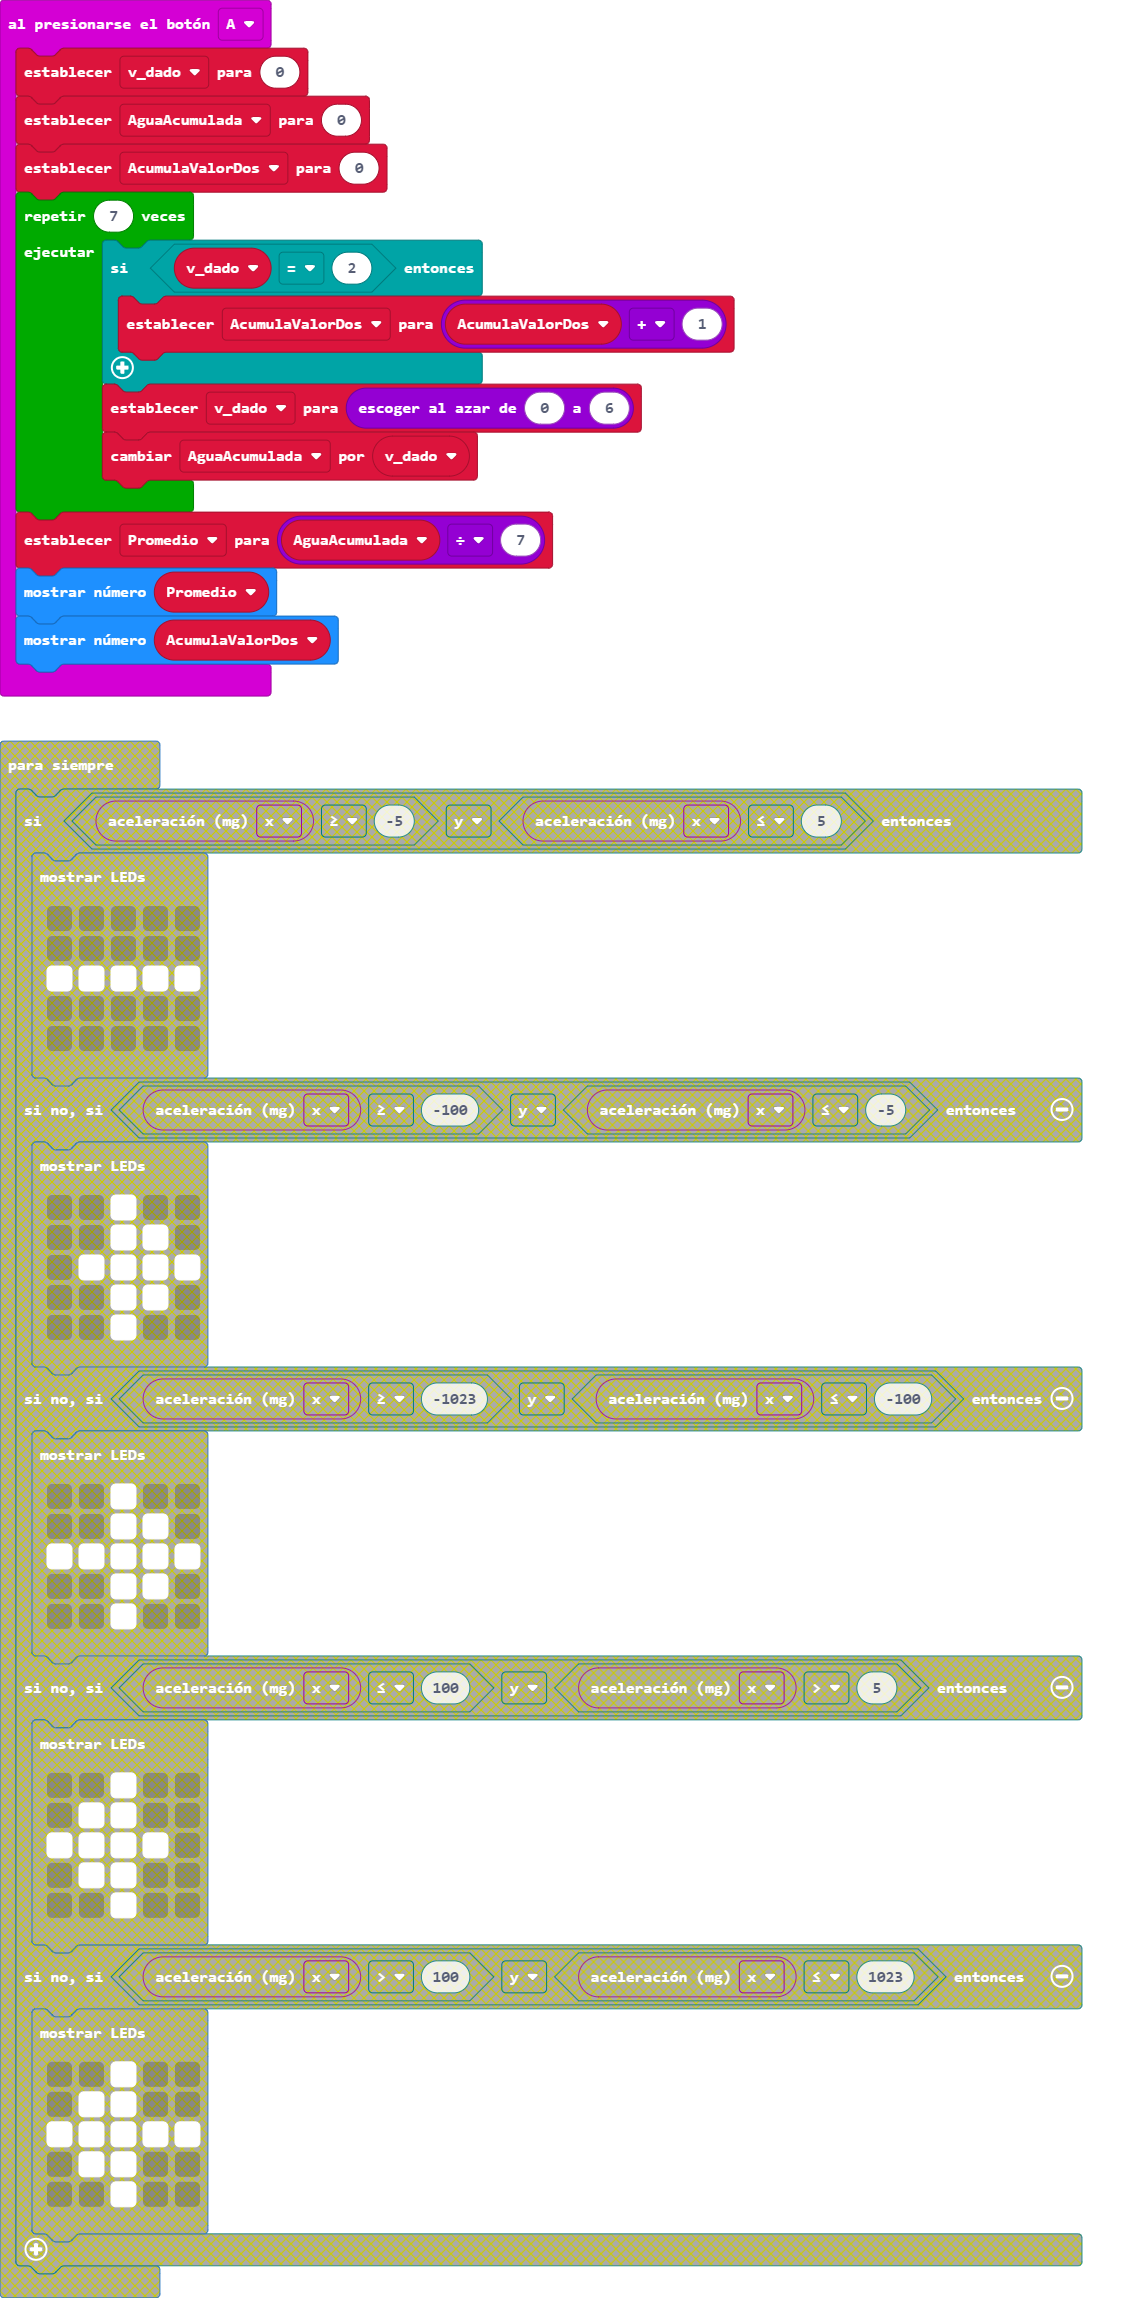 al presionarse el botón A
establecer v_dado para 0
establecer AguaAcumulada para 0
establecer AcumulaValorDos para 0
repetir 7 veces
ejecutar
si v_dado = 2 entonces
establecer AcumulaValorDos para AcumulaValorDos + 1
establecer v_dado para escoger al azar de 0 a 6
cambiar AguaAcumulada por v_dado
establecer Promedio para AguaAcumulada ÷ 7
mostrar número Promedio
mostrar número AcumulaValorDos
para siempre
si aceleración (mg) x ≥ -5 y aceleración (mg) x ≤ 5 entonces
mostrar LEDs
si no, si aceleración (mg) x ≥ -100 y aceleración (mg) x ≤ -5 entonces
mostrar LEDs
si no, si aceleración (mg) x ≥ -1023 y aceleración (mg) x ≤ -100 entonces
mostrar LEDs
si no, si aceleración (mg) x ≤ 100 y aceleración (mg) x > 5 entonces
mostrar LEDs
si no, si aceleración (mg) x > 100 y aceleración (mg) x ≤ 1023 entonces
mostrar LEDs